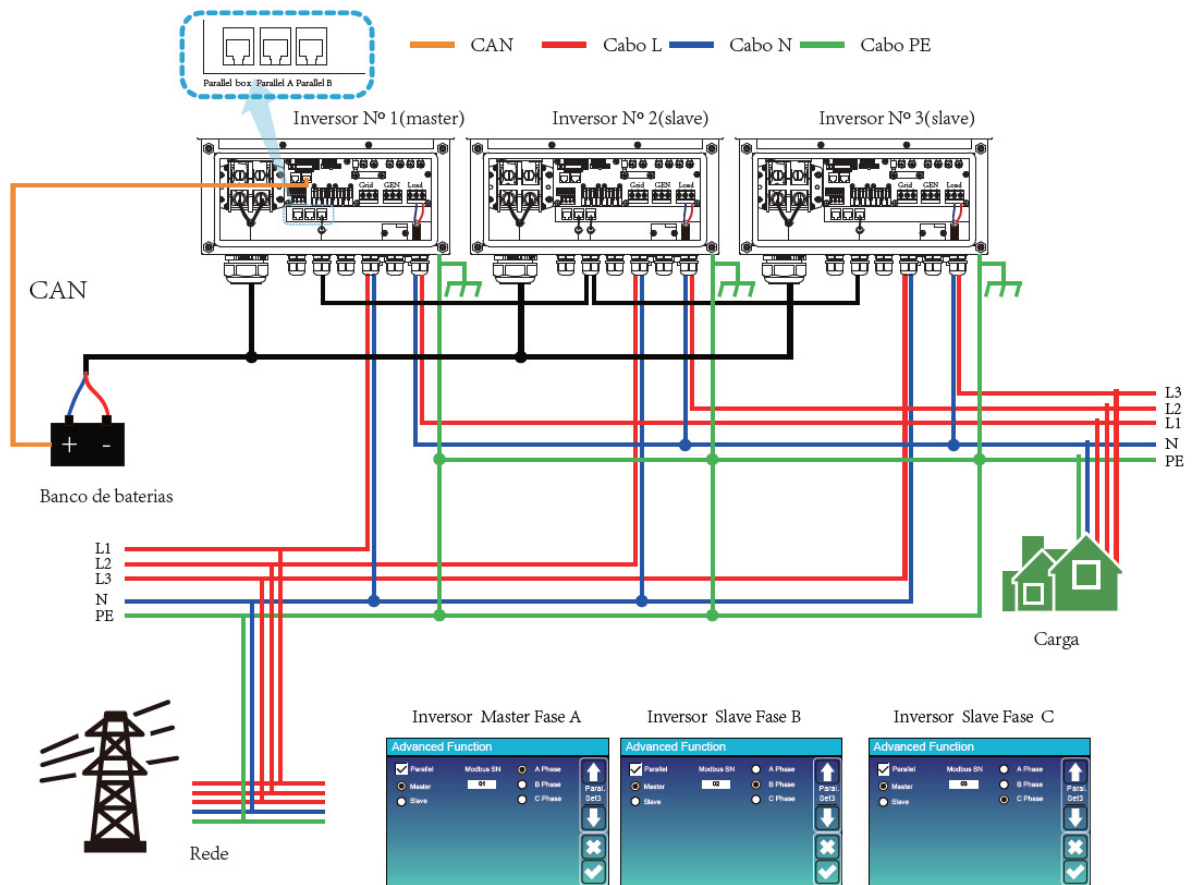 CAN
Cabo L
Cabo N
Cabo PE
Parallel box Parallel A Parallel B
Inversor Nº 1(master)
Inversor Nº 2(slave)
Inversor Nº 3(slave)
Grid GEN Load
Grid GEN Load
Grid GEN Load
CAN
+ -
Banco de baterias
L3
L2
L1
N
PE
L1
L2
L3
N
PE
Carga
Rede
Inversor Master Fase A
Advanced Function
Parallel Modbus SN A Phase
Master 01 B Phase
Slave C Phase
Paral.
Set3
Inversor Slave Fase B
Advanced Function
Parallel Modbus SN A Phase
Master 02 B Phase
Slave C Phase
Paral.
Set3
Inversor Slave Fase C
Advanced Function
Parallel Modbus SN A Phase
Master 03 B Phase
Slave C Phase
Paral.
Set3